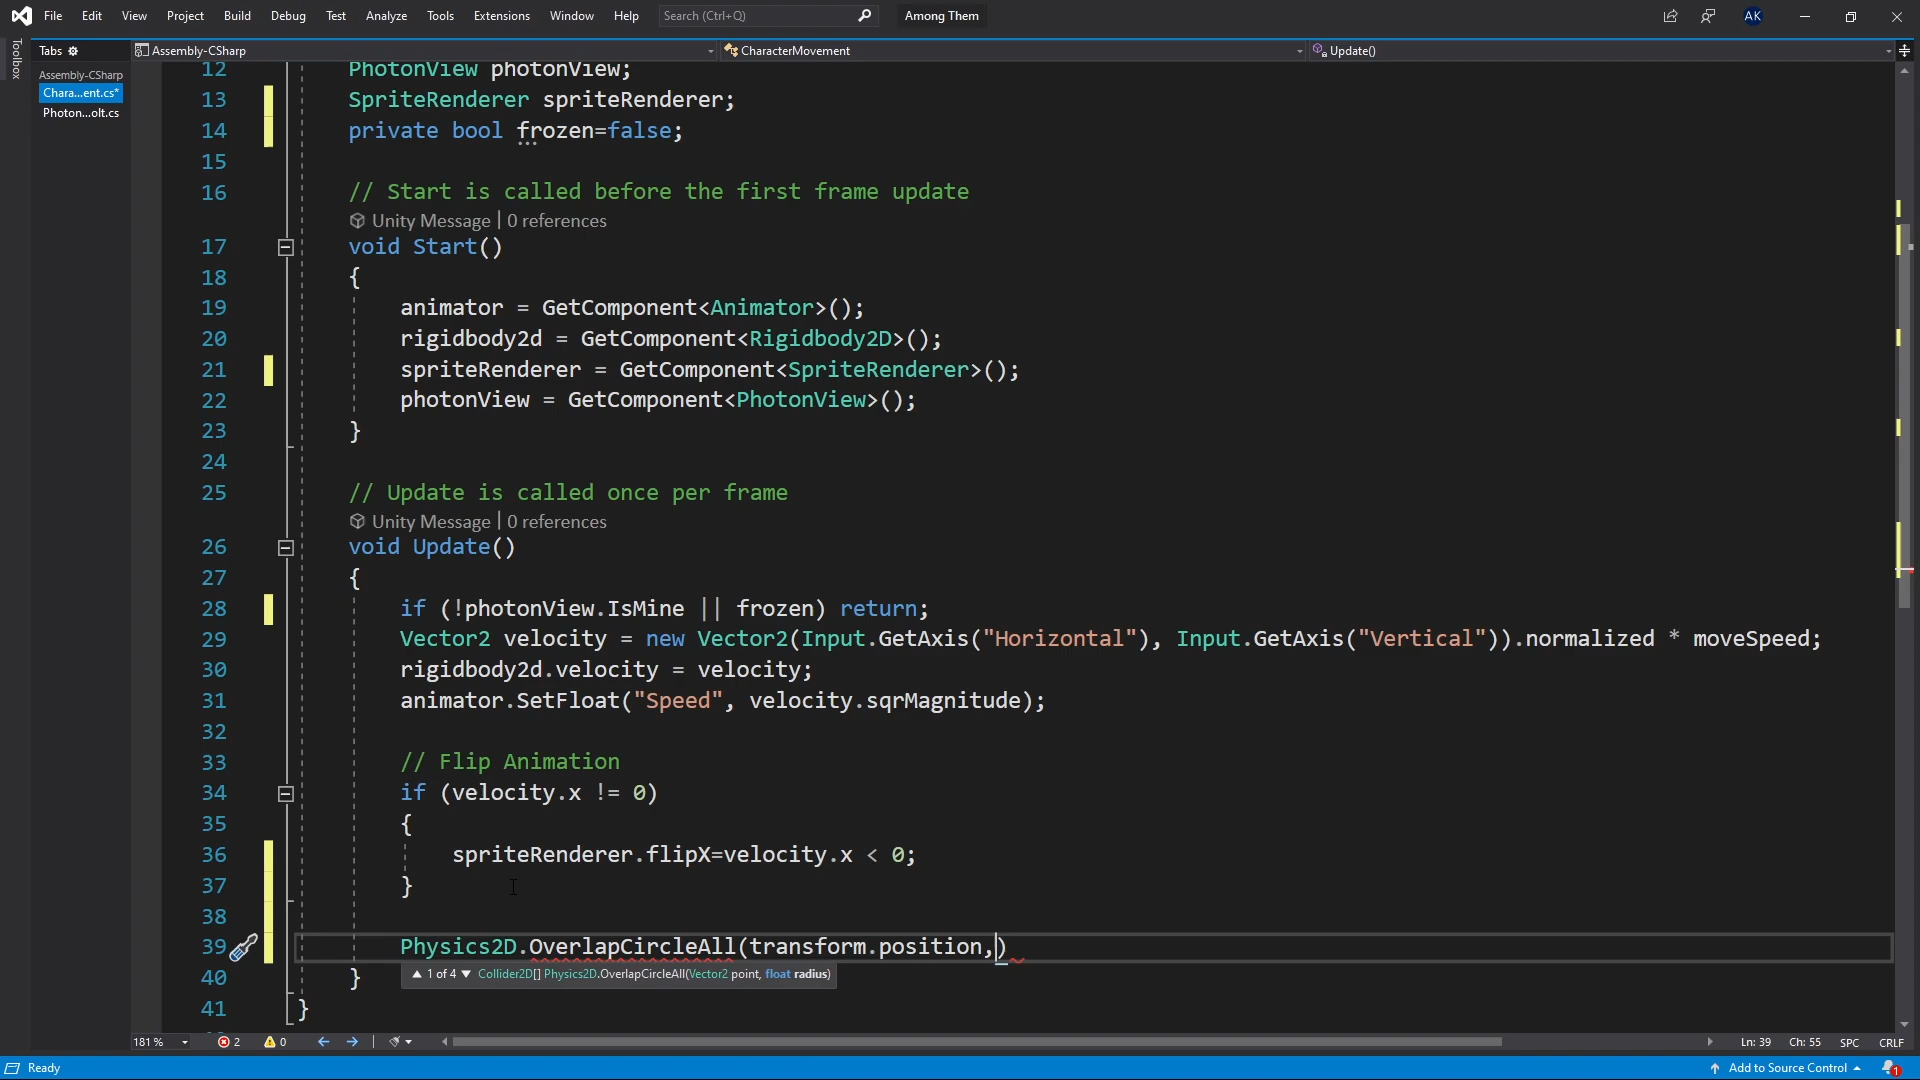 File Edit View Project Build Debug Test Analyze Tools Extensions Window Help Search (Ctrl+Q) Among Them AK
Toolbox
Tabs Assembly-CSharp CharacterMovement Update()
Assembly-CSharp
Chara...ent.cs*
Photon...olt.cs
12 PhotonView photonView;
13 SpriteRenderer spriteRenderer;
14 private bool frozen=false;
15
16 // Start is called before the first frame update
Unity Message | 0 references
17 void Start()
18 {
19 animator = GetComponent<Animator>();
20 rigidbody2d = GetComponent<Rigidbody2D>();
21 spriteRenderer = GetComponent<SpriteRenderer>();
22 photonView = GetComponent<PhotonView>();
23 }
24
25 // Update is called once per frame
Unity Message | 0 references
26 void Update()
27 {
28 if (!photonView.IsMine || frozen) return;
29 Vector2 velocity = new Vector2(Input.GetAxis("Horizontal"), Input.GetAxis("Vertical")).normalized * moveSpeed;
30 rigidbody2d.velocity = velocity;
31 animator.SetFloat("Speed", velocity.sqrMagnitude);
32
33 // Flip Animation
34 if (velocity.x != 0)
35 {
36 spriteRenderer.flipX=velocity.x < 0;
37 }
38
39 Physics2D.OverlapCircleAll(transform.position,)
40 }
▲ 1 of 4 ▼ Collider2D[] Physics2D.OverlapCircleAll(Vector2 point, float radius)
41 }
181 % 2 0 Ln: 39 Ch: 55 SPC CRLF
Ready Add to Source Control 1